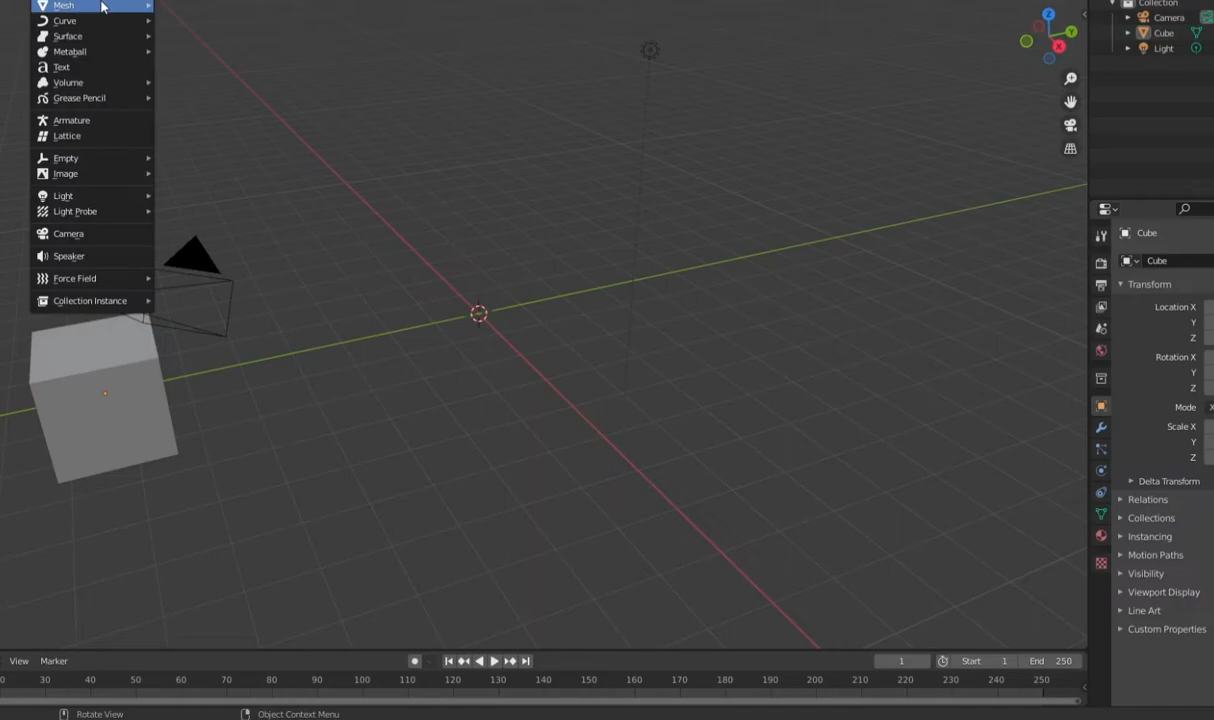 Mesh
Curve
Surface
Metaball
Text
Volume
Grease Pencil
Armature
Lattice
Empty
Image
Light
Light Probe
Camera
Speaker
Force Field
Collection Instance
Z
Y
X
Collection
Camera
Cube
Light
Cube
Cube
Transform
Location X
Y
Z
Rotation X
Y
Z
Mode X
Scale X
Y
Z
Delta Transform
Relations
Collections
Instancing
Motion Paths
Visibility
Viewport Display
Line Art
Custom Properties
View Marker 1 Start 1 End 250
0 30 40 50 60 70 80 90 100 110 120 130 140 150 160 170 180 190 200 210 220 230 240 250
Rotate View Object Context Menu